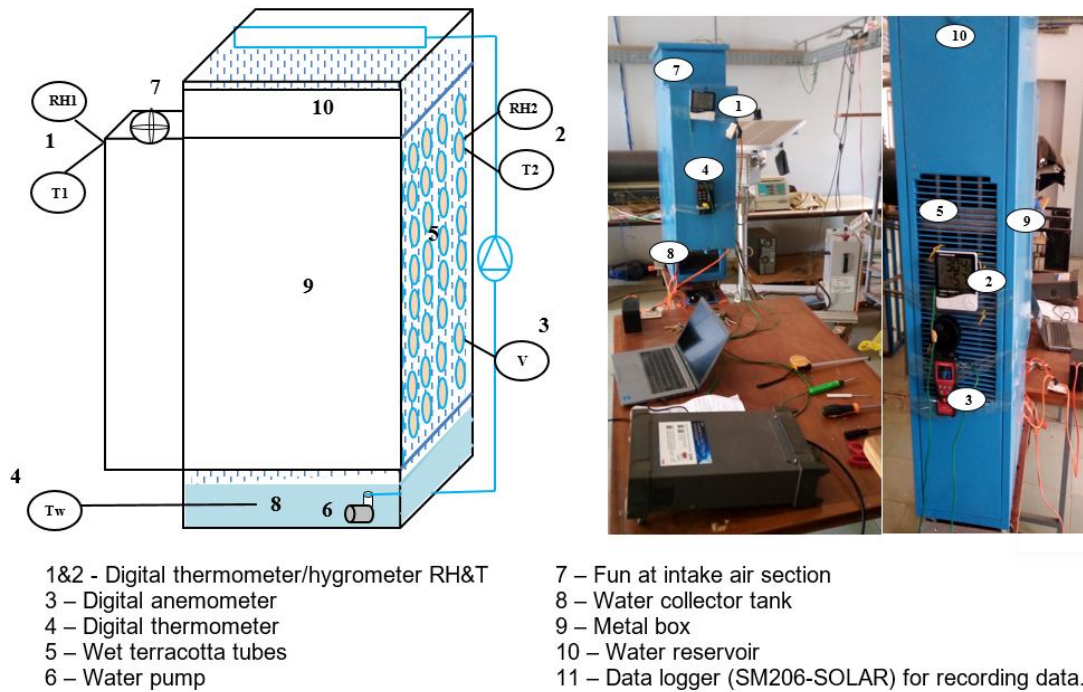 7
10
RH1
RH2
1
2
T1
T2
5
9
3
V
4
Tw
8
6
10
7
1
4
5
9
8
2
3
1&2 - Digital thermometer/hygrometer RH&T
3 – Digital anemometer
4 – Digital thermometer
5 – Wet terracotta tubes
6 – Water pump
7 – Fun at intake air section
8 – Water collector tank
9 – Metal box
10 – Water reservoir
11 – Data logger (SM206-SOLAR) for recording data.